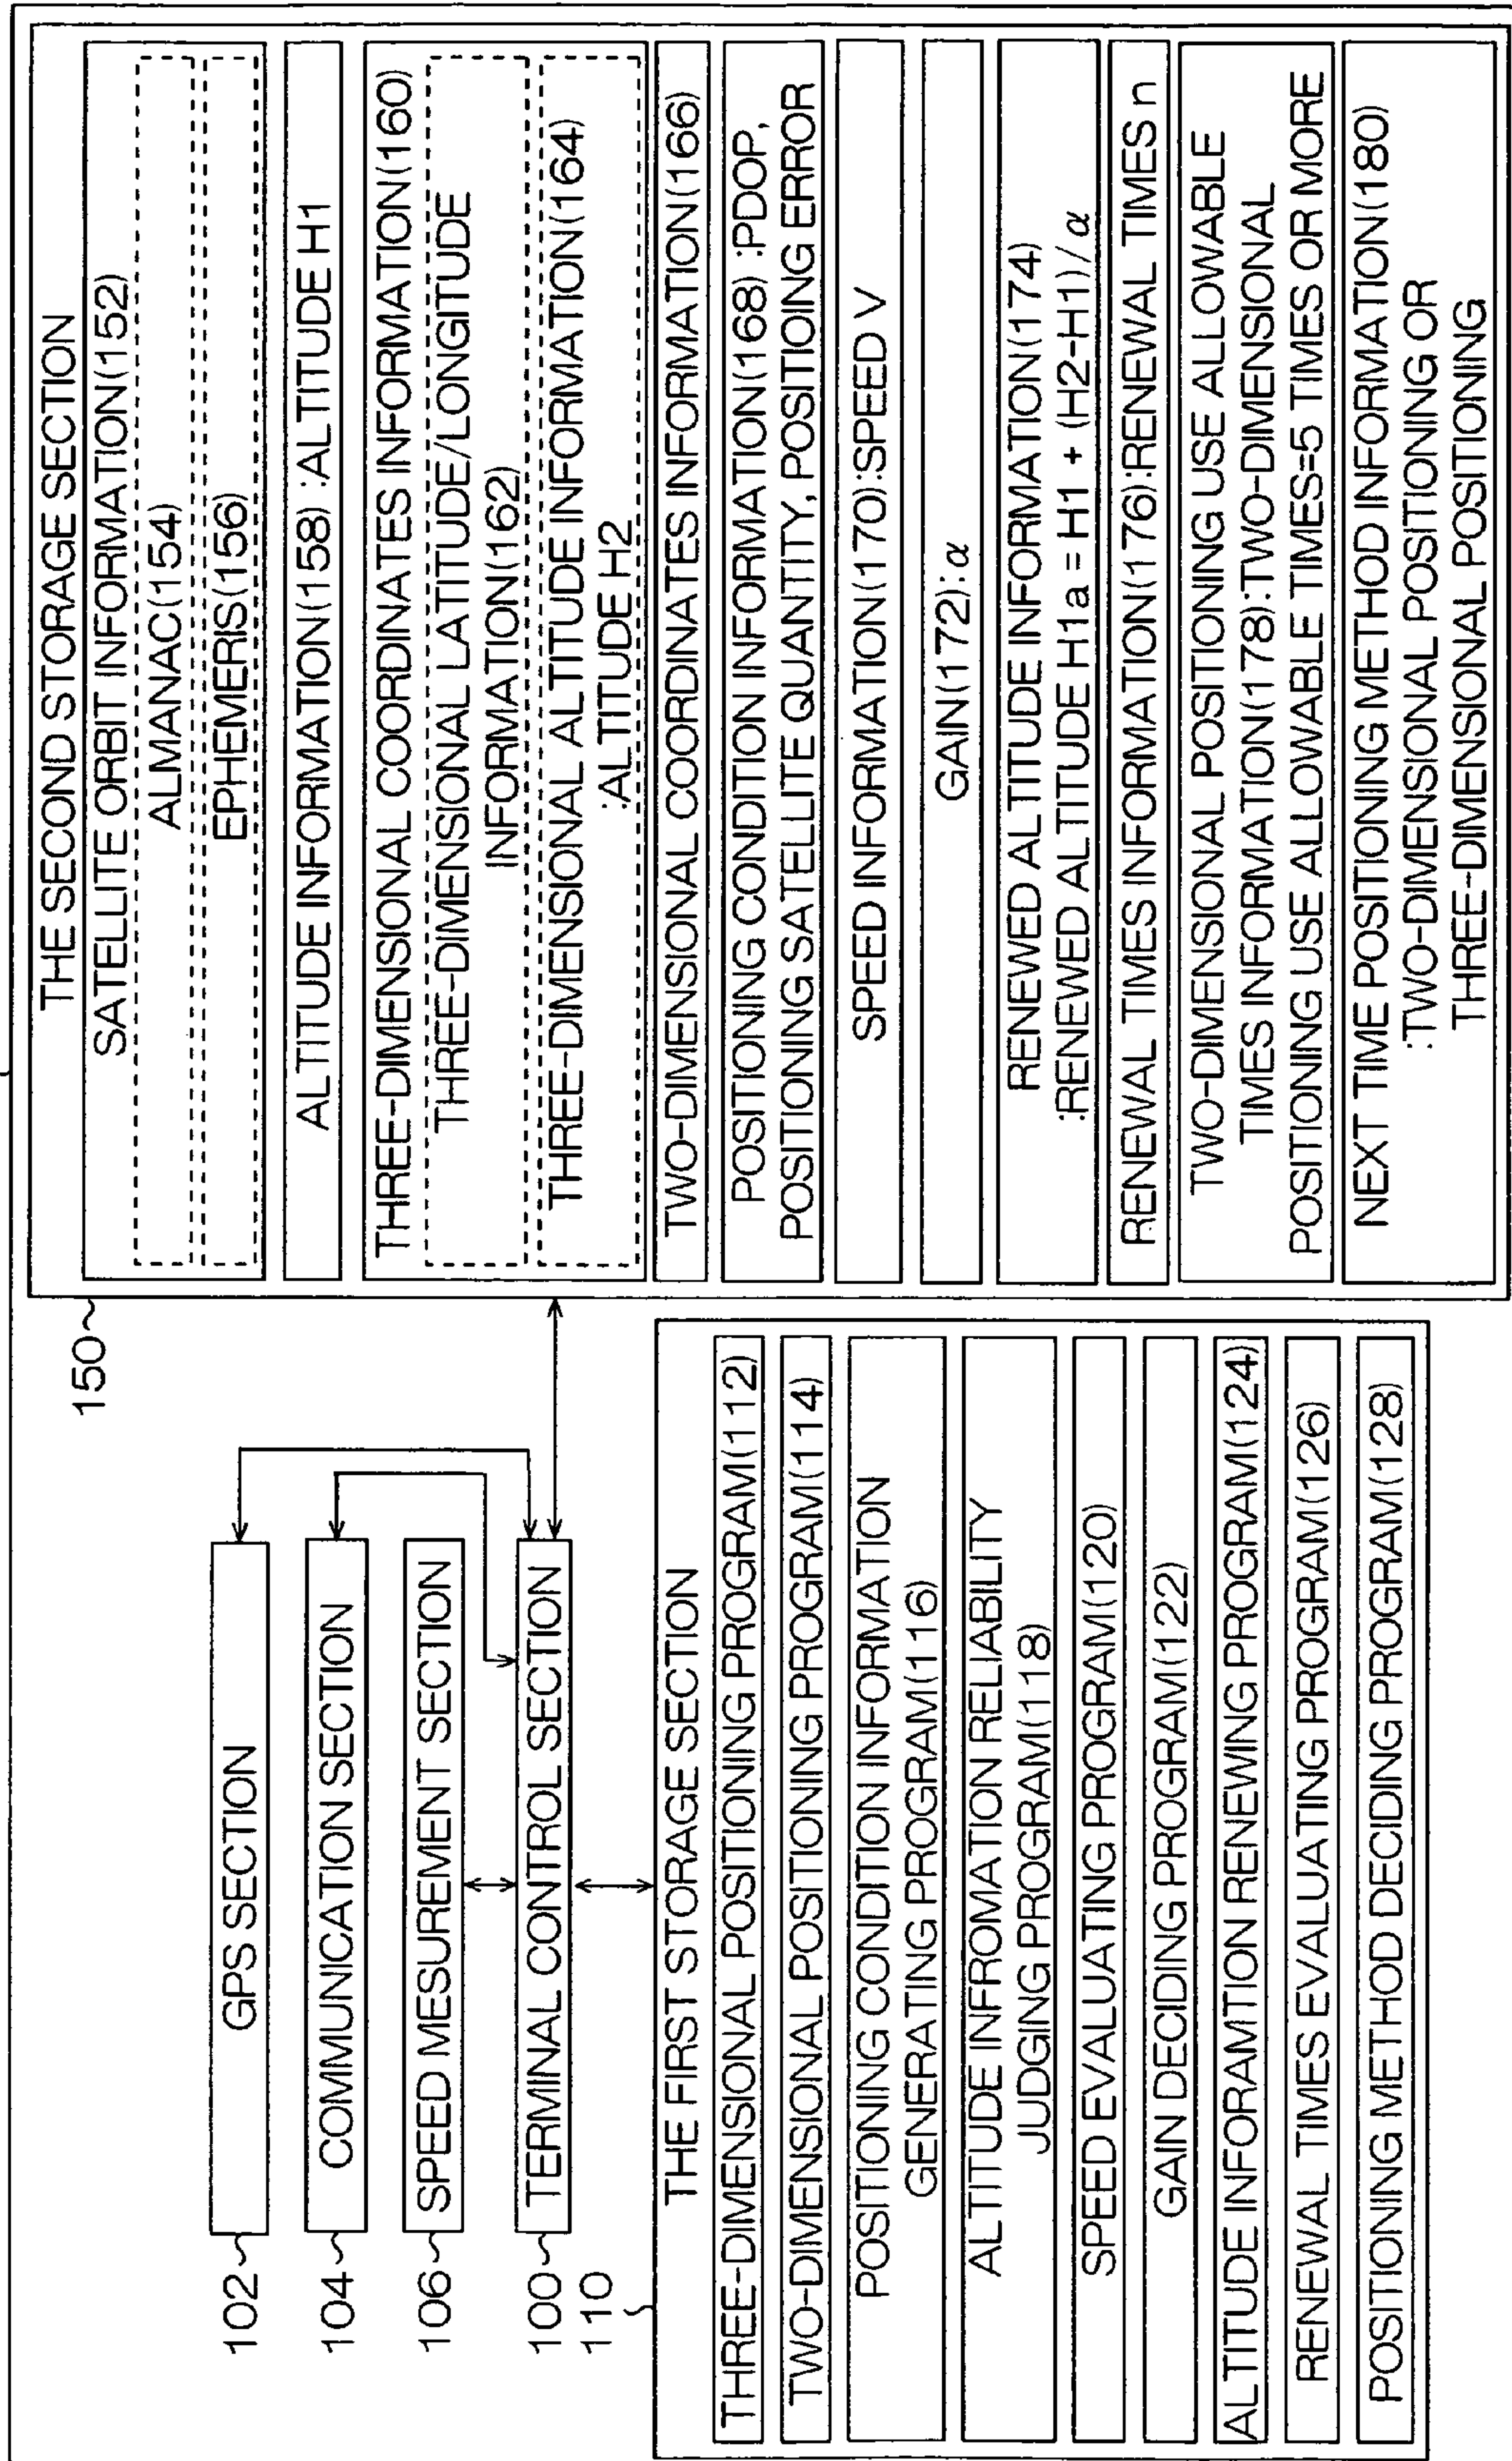 102
GPS SECTION
104
COMMUNICATION SECTION
106
SPEED MESUREMENT SECTION
100
TERMINAL CONTROL SECTION
110
THE FIRST STORAGE SECTION
THREE-DIMENSIONAL POSITIONING PROGRAM(112)
TWO-DIMENSIONAL POSITIONING PROGRAM(114)
POSITIONING CONDITION INFORMATION
GENERATING PROGRAM(116)
ALTITUDE INFROMATION RELIABILITY
JUDGING PROGRAM(118)
SPEED EVALUATING PROGRAM(120)
GAIN DECIDING PROGRAM(122)
ALTITUDE INFORAMTION RENEWING PROGRAM(124)
RENEWAL TIMES EVALUATING PROGRAM(126)
POSITIONING METHOD DECIDING PROGRAM(128)
150
THE SECOND STORAGE SECTION
SATELLITE ORBIT INFORMATION(152)
ALMANAC(154)
EPHEMERIS(156)
ALTITUDE INFORMATION(158) :ALTITUDE H1
THREE-DIMENSIONAL COORDINATES INFORMATION(160)
THREE-DIMENSIONAL LATITUDE/LONGITUDE
INFORMATION(162)
THREE-DIMENSIONAL ALTITUDE INFORMATION(164)
:ALTITUDE H2
TWO-DIMENSIONAL COORDINATES INFORMATIONS(166)
POSITIONING CONDITION INFORMATION(168) :PDOP,
POSITIONING SATELLITE QUANTITY, POSITIONING ERROR
SPEED INFORMATION(170):SPEED V
GAIN(172):α
RENEWED ALTITUDE INFORMATION(174)
:RENEWED ALTITUDE H1a = H1 + (H2-H1)/α
RENEWAL TIMES INFORMATION(176):RENEWAL TIMES n
TWO-DIMENSIONAL POSITIONING USE ALLOWABLE
TIMES INFORMATION(178):TWO-DIMENSIONAL
POSITIONING USE ALLOWABLE TIMES=5 TIMES OR MORE
NEXT TIME POSITIONING METHOD INFORMATION(180)
:TWO-DIMENSIONAL POSITIONING OR
THREE-DIMENSIONAL POSITIONING